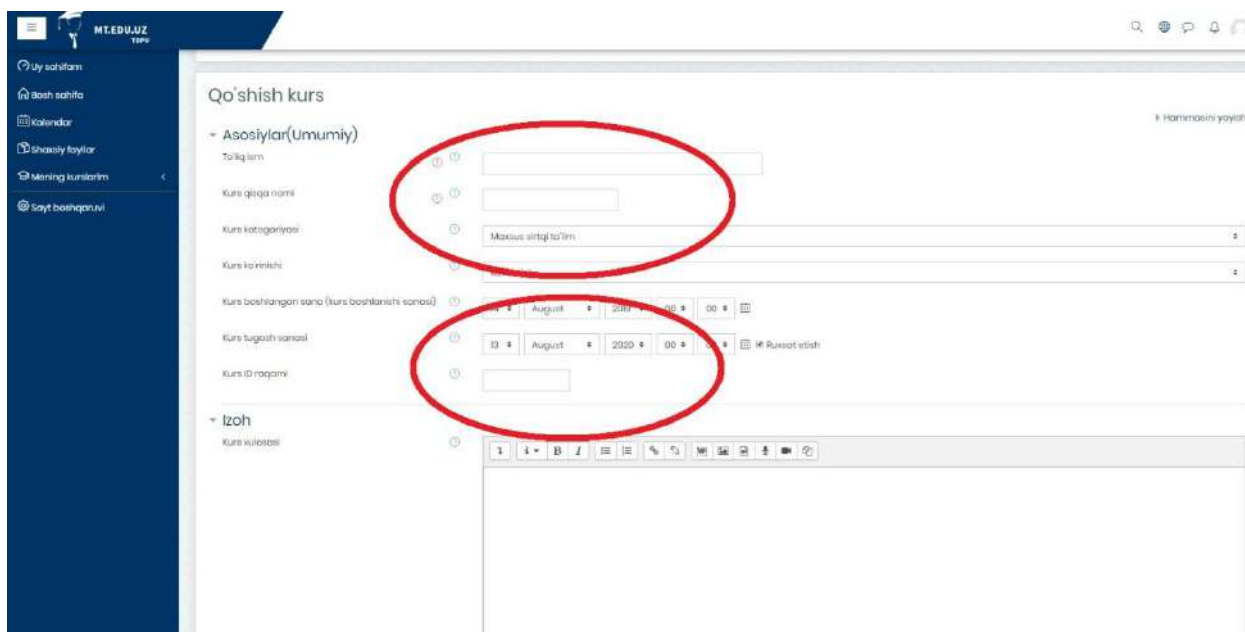 MT.EDU.UZ
TDPU
Uy sahifam
Bosh sahifa
Kalendar
Shaxsiy fayllar
Mening kurslarim
Sayt boshqaruvi
Qo'shish kurs
Hammasini yoyish
Asosiylar(Umumiy)
To'liq ism
Kurs qisqa nomi
Kurs kategoriyasi
Maxsus sirtqi ta'lim
Kurs ko'rinishi
Kurs boshlangan sana (kurs boshlanishi sanasi)
August 00 00
Kurs tugash sanasi
13 August 2020 00 Ruxsat etish
Kurs ID raqami
Izoh
Kurs xulosasi
B I